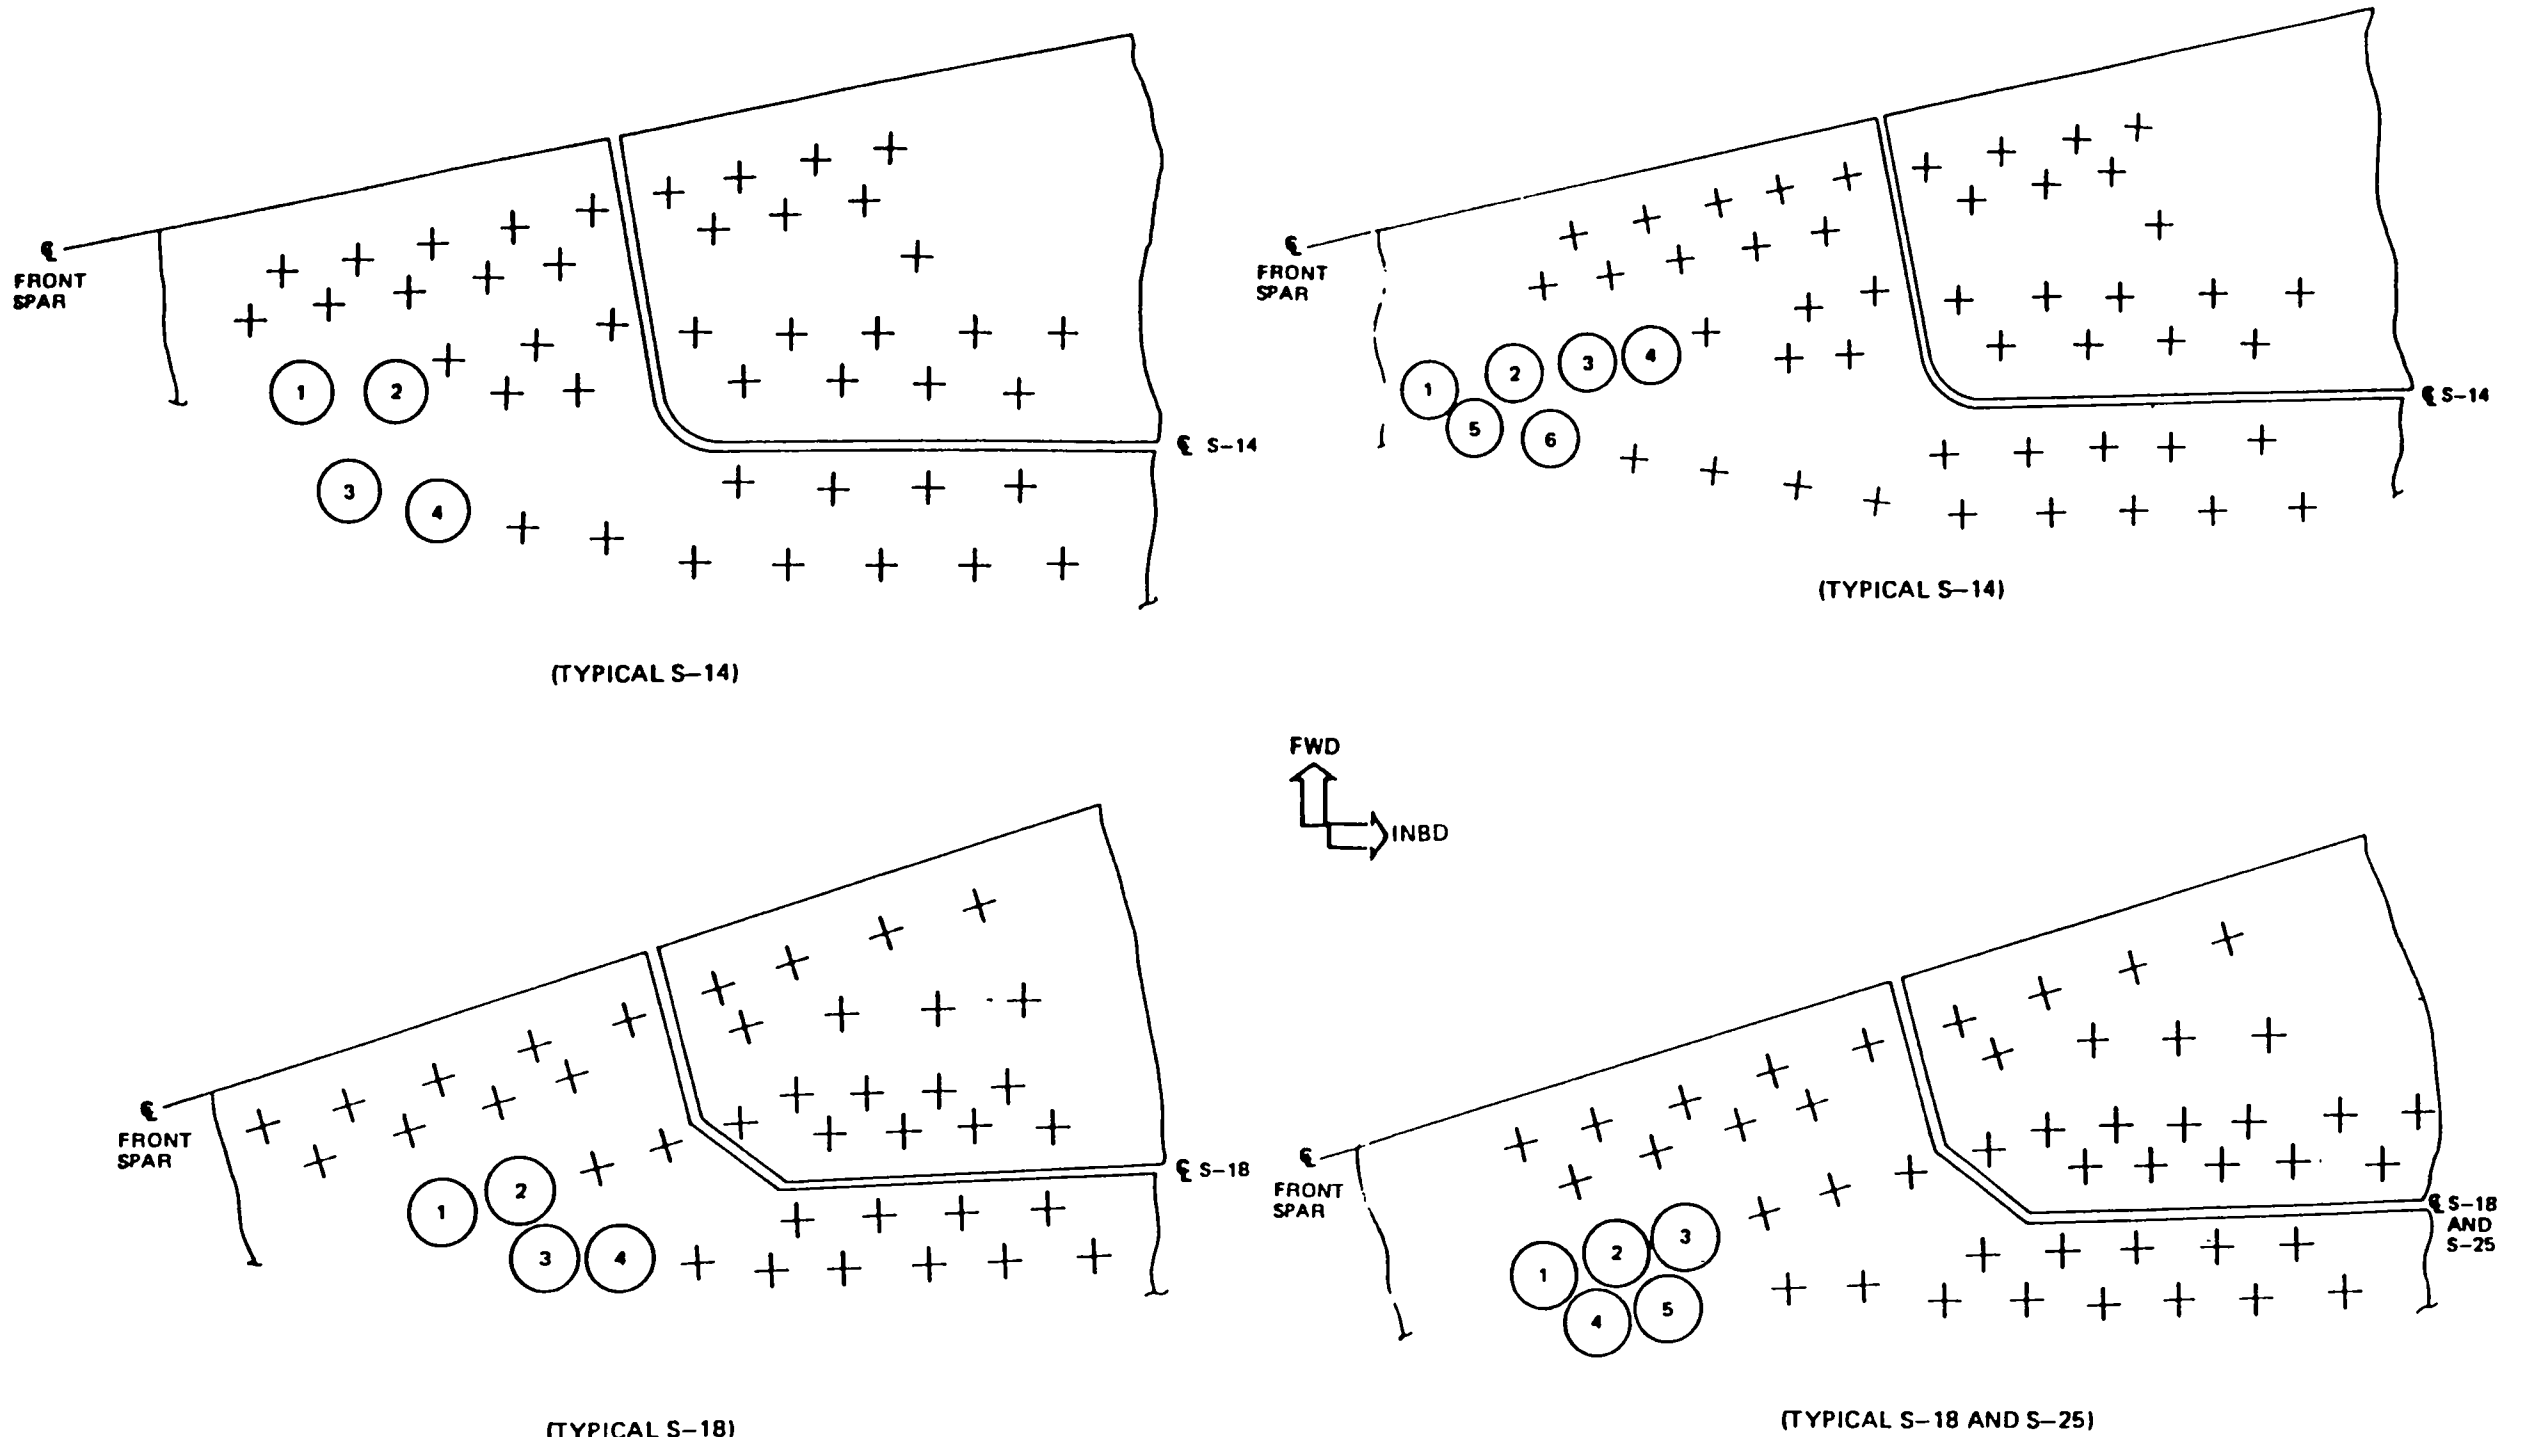 ℄
FRONT
SPAR
1
2
3
4
℄ S-14
(TYPICAL S-14)
℄
FRONT
SPAR
1
2
3
4
5
6
℄ S-14
(TYPICAL S-14)
FWD
INBD
℄
FRONT
SPAR
1
2
3
4
℄ S-18
(TYPICAL S-18)
℄
FRONT
SPAR
1
2
3
4
5
℄ S-18
AND
S-25
(TYPICAL S-18 AND S-25)